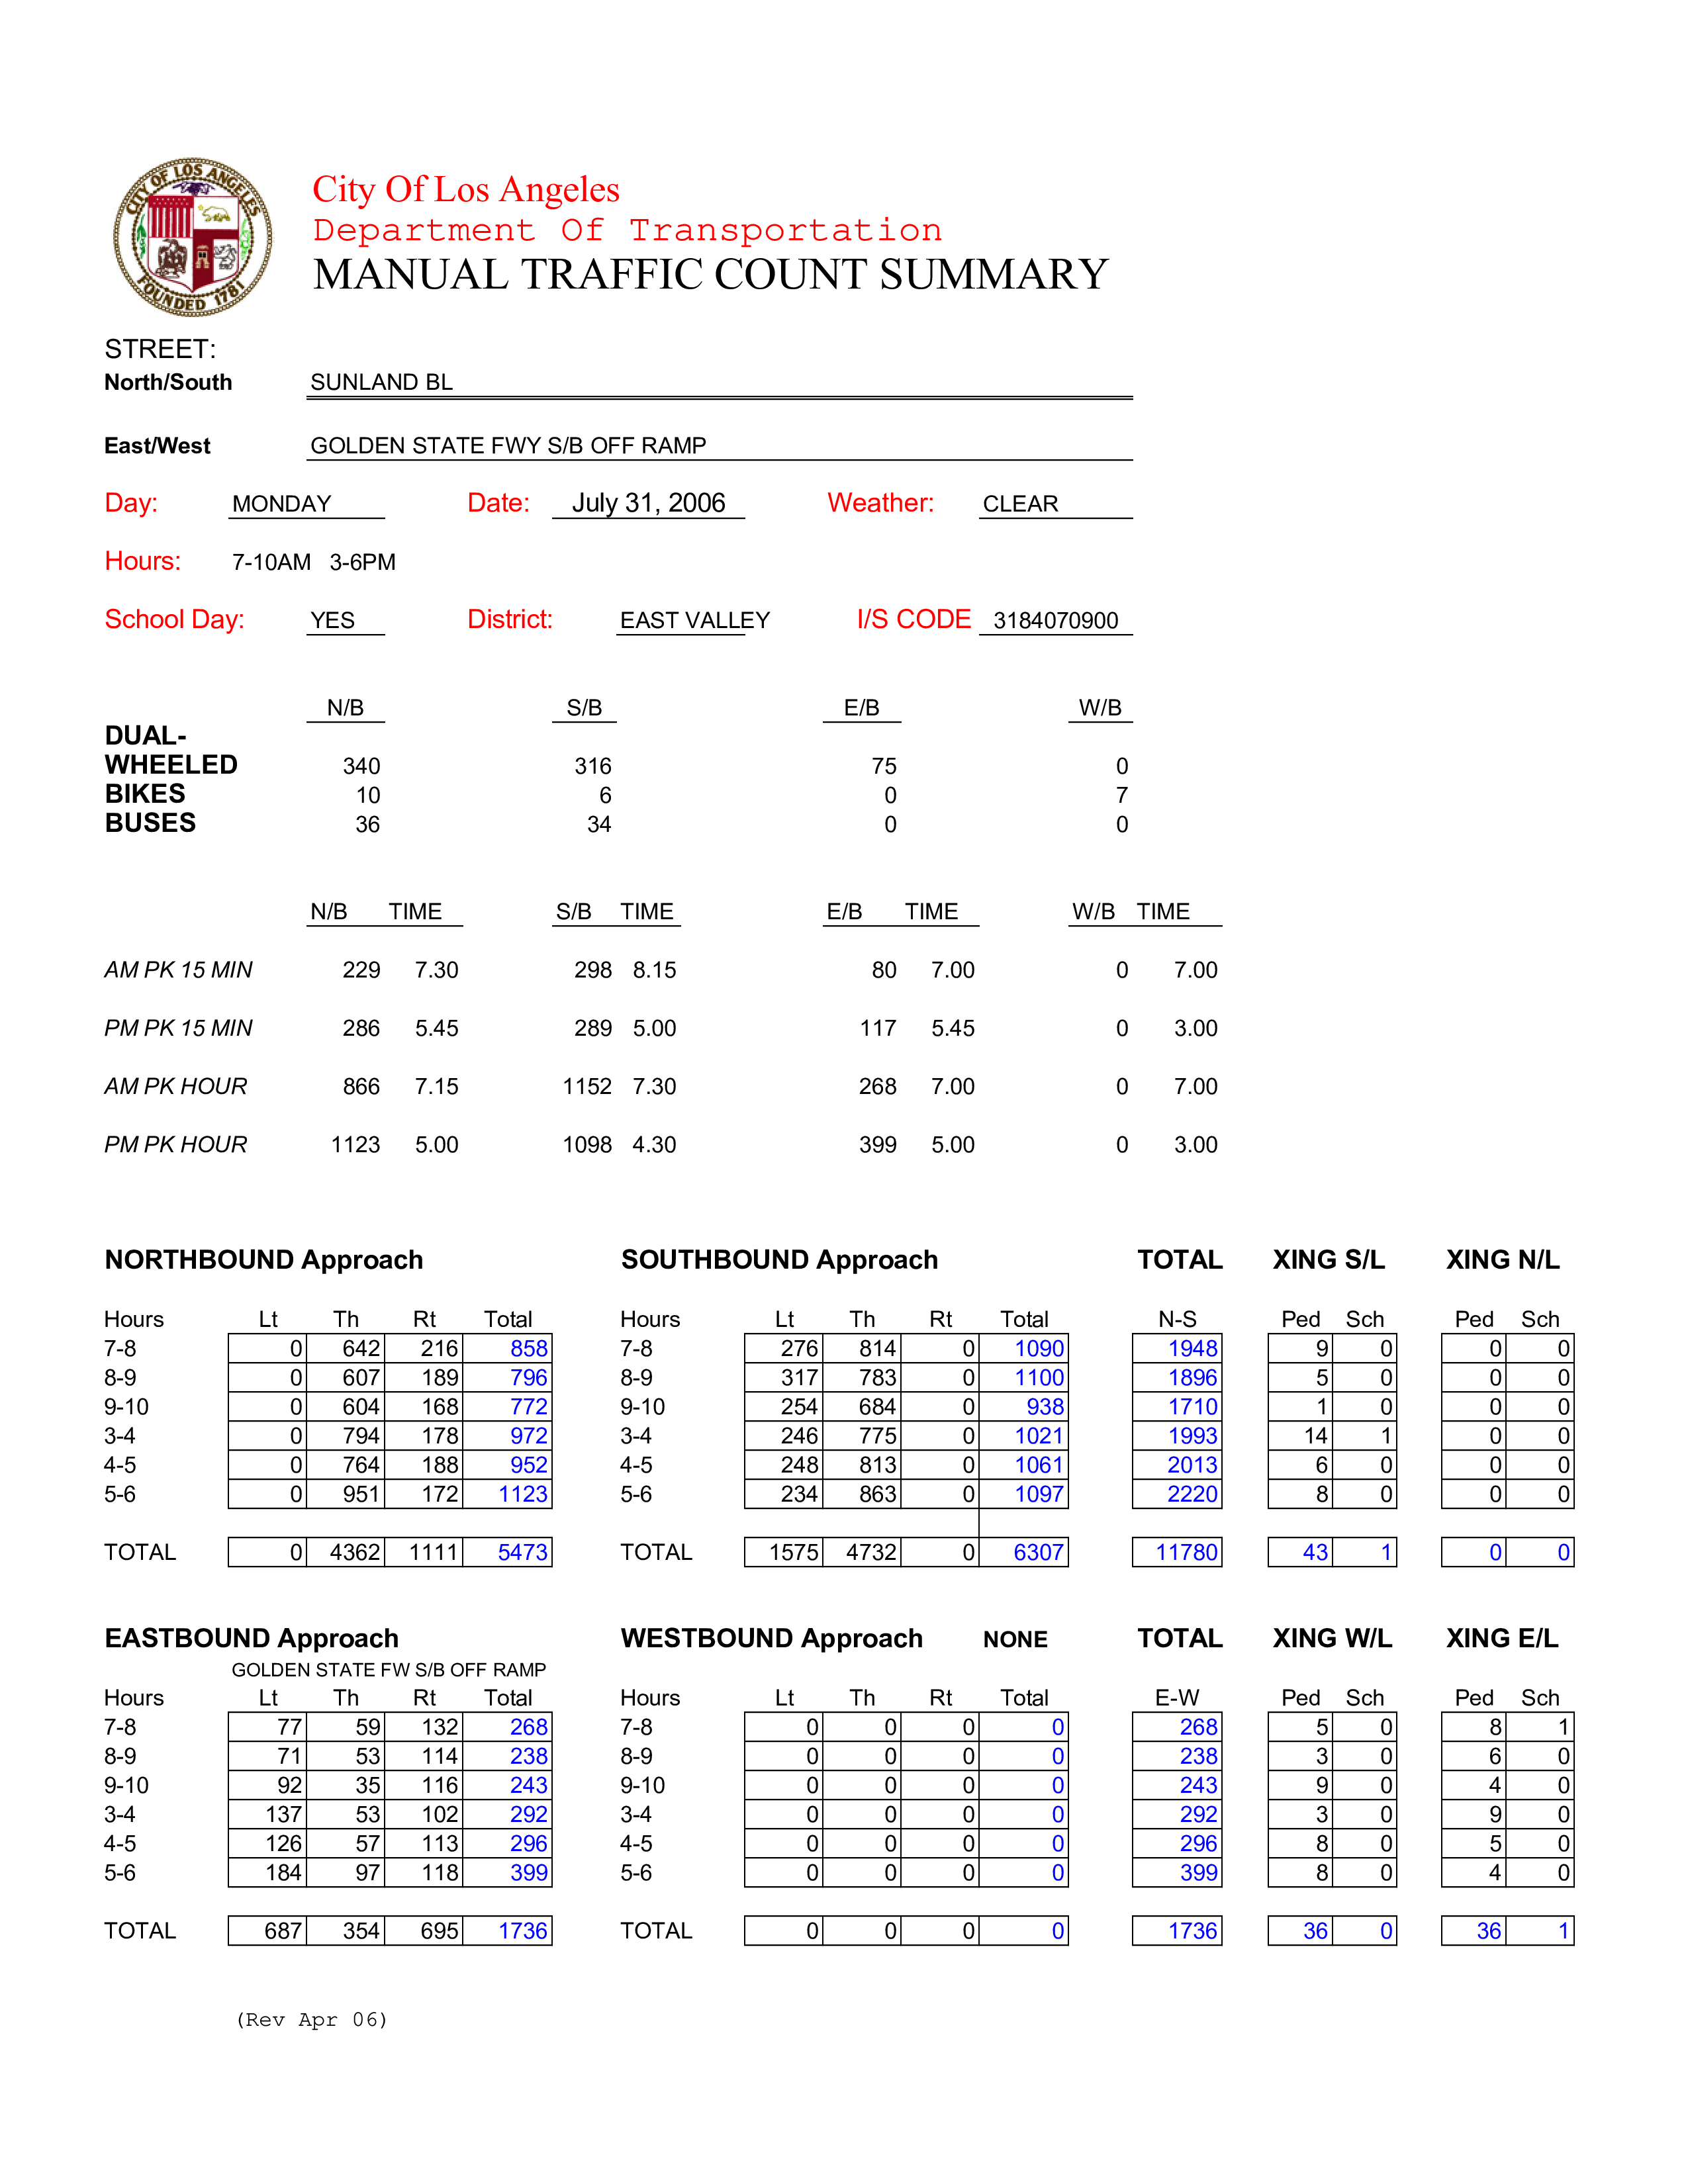 CITY OF LOS ANGELES
FOUNDED 1781
City Of Los Angeles
Department Of Transportation
MANUAL TRAFFIC COUNT SUMMARY
STREET:
North/South SUNLAND BL
East/West GOLDEN STATE FWY S/B OFF RAMP
Day: MONDAY Date: July 31, 2006 Weather: CLEAR
Hours: 7-10AM 3-6PM
School Day: YES District: EAST VALLEY I/S CODE 3184070900
N/B S/B E/B W/B
DUAL-
WHEELED 340 316 75 0
BIKES 10 6 0 7
BUSES 36 34 0 0
N/B TIME S/B TIME E/B TIME W/B TIME
AM PK 15 MIN 229 7.30 298 8.15 80 7.00 0 7.00
PM PK 15 MIN 286 5.45 289 5.00 117 5.45 0 3.00
AM PK HOUR 866 7.15 1152 7.30 268 7.00 0 7.00
PM PK HOUR 1123 5.00 1098 4.30 399 5.00 0 3.00
NORTHBOUND Approach SOUTHBOUND Approach TOTAL XING S/L XING N/L
Hours Lt Th Rt Total Hours Lt Th Rt Total N-S Ped Sch Ped Sch
7-8 0 642 216 858 7-8 276 814 0 1090 1948 9 0 0 0
8-9 0 607 189 796 8-9 317 783 0 1100 1896 5 0 0 0
9-10 0 604 168 772 9-10 254 684 0 938 1710 1 0 0 0
3-4 0 794 178 972 3-4 246 775 0 1021 1993 14 1 0 0
4-5 0 764 188 952 4-5 248 813 0 1061 2013 6 0 0 0
5-6 0 951 172 1123 5-6 234 863 0 1097 2220 8 0 0 0
TOTAL 0 4362 1111 5473 TOTAL 1575 4732 0 6307 11780 43 1 0 0
EASTBOUND Approach WESTBOUND Approach NONE TOTAL XING W/L XING E/L
GOLDEN STATE FW S/B OFF RAMP
Hours Lt Th Rt Total Hours Lt Th Rt Total E-W Ped Sch Ped Sch
7-8 77 59 132 268 7-8 0 0 0 0 268 5 0 8 1
8-9 71 53 114 238 8-9 0 0 0 0 238 3 0 6 0
9-10 92 35 116 243 9-10 0 0 0 0 243 9 0 4 0
3-4 137 53 102 292 3-4 0 0 0 0 292 3 0 9 0
4-5 126 57 113 296 4-5 0 0 0 0 296 8 0 5 0
5-6 184 97 118 399 5-6 0 0 0 0 399 8 0 4 0
TOTAL 687 354 695 1736 TOTAL 0 0 0 0 1736 36 0 36 1
(Rev Apr 06)